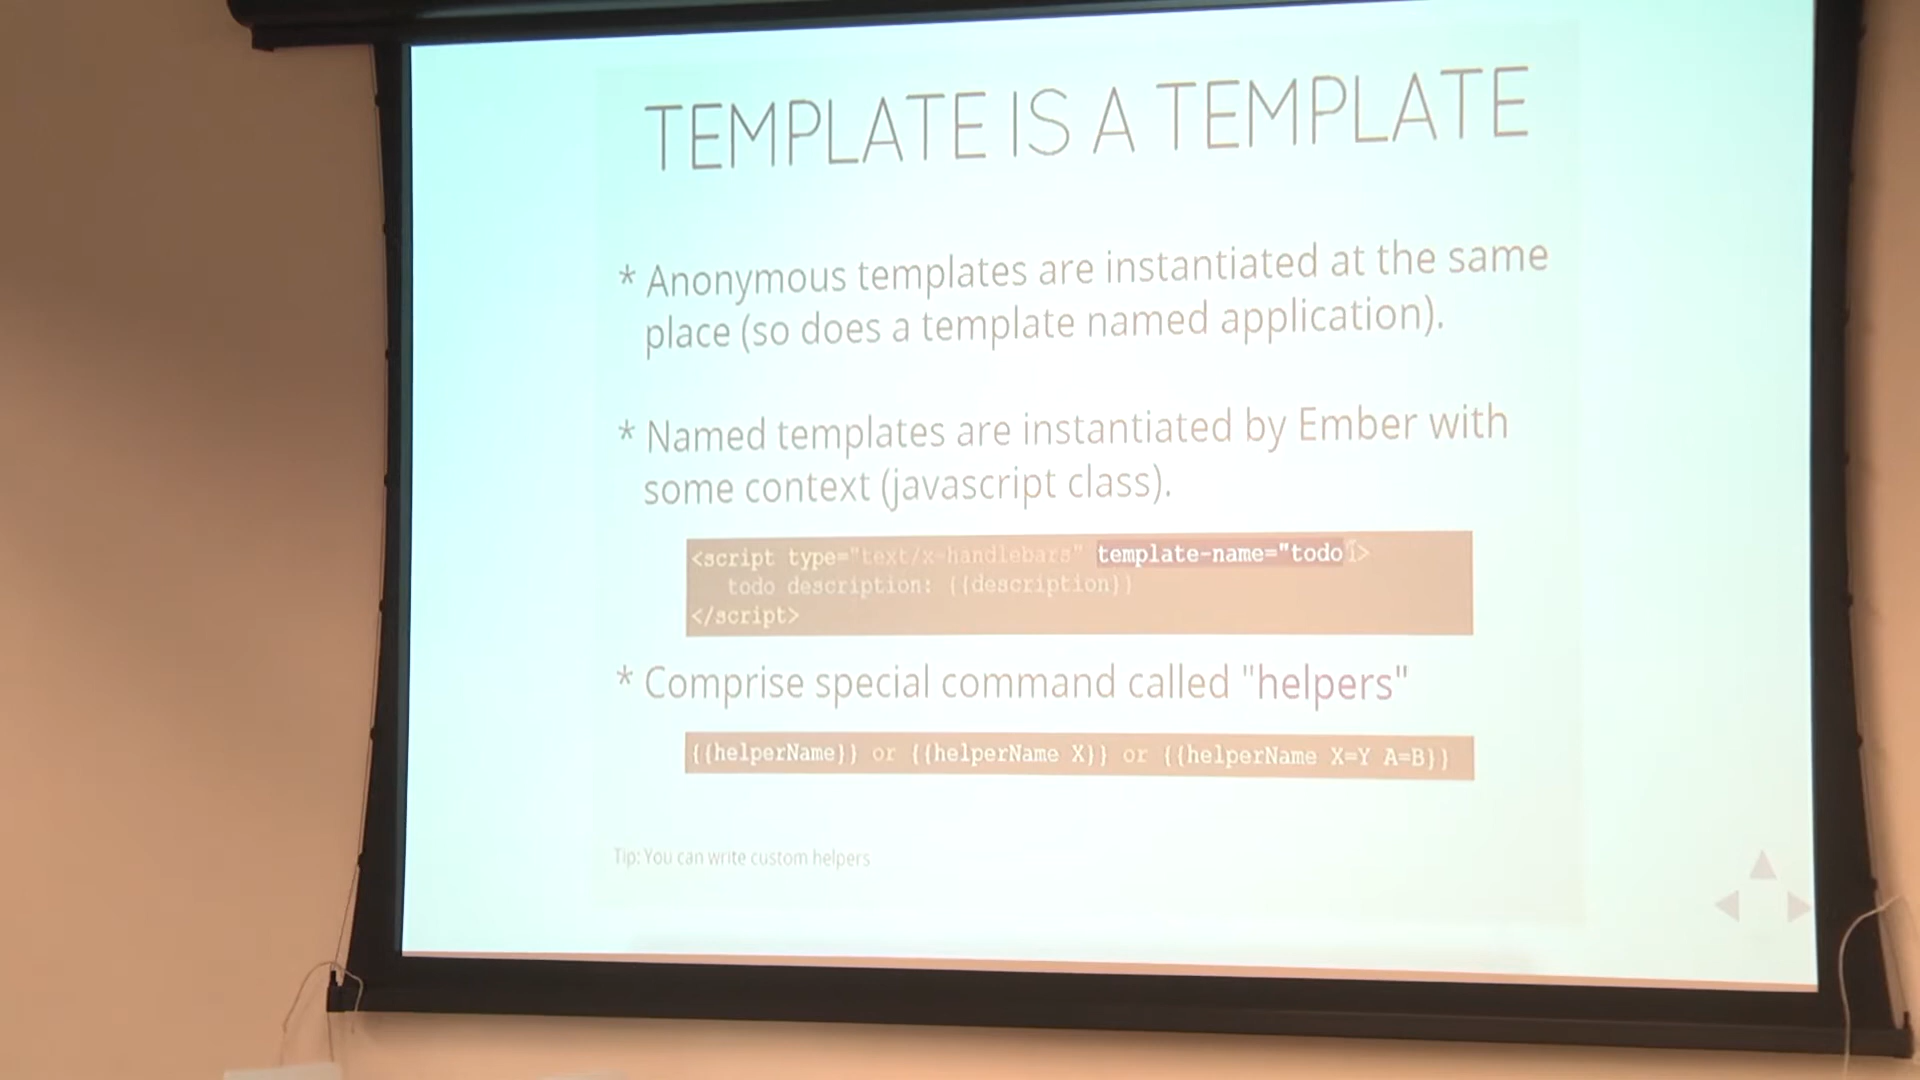 TEMPLATE IS A TEMPLATE
* Anonymous templates are instantiated at the same
place (so does a template named application).
* Named templates are instantiated by Ember with
some context (javascript class).
<script type="text/x-handlebars" template-name="todo">
todo description: {{description}}
</script>
* Comprise special command called "helpers"
{{helperName}} or {{helperName X}} or {{helperName X=Y A=B}}
Tip: You can write custom helpers